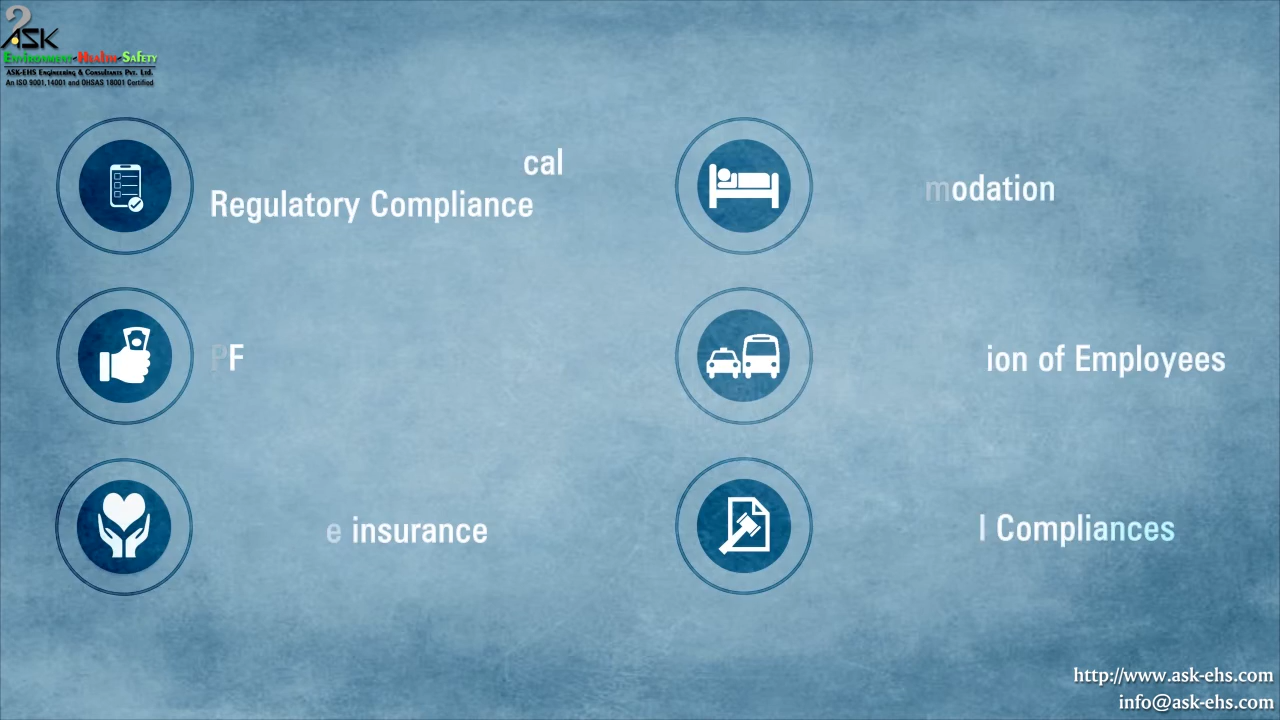 ASK
Environment-Health-Safety
ASK-EHS Engineering & Consultants Pvt. Ltd.
An ISO 9001,14001 and OHSAS 18001 Certified
cal
Regulatory Compliance
modation
PF
ion of Employees
e insurance
l Compliances
http://www.ask-ehs.com
info@ask-ehs.com